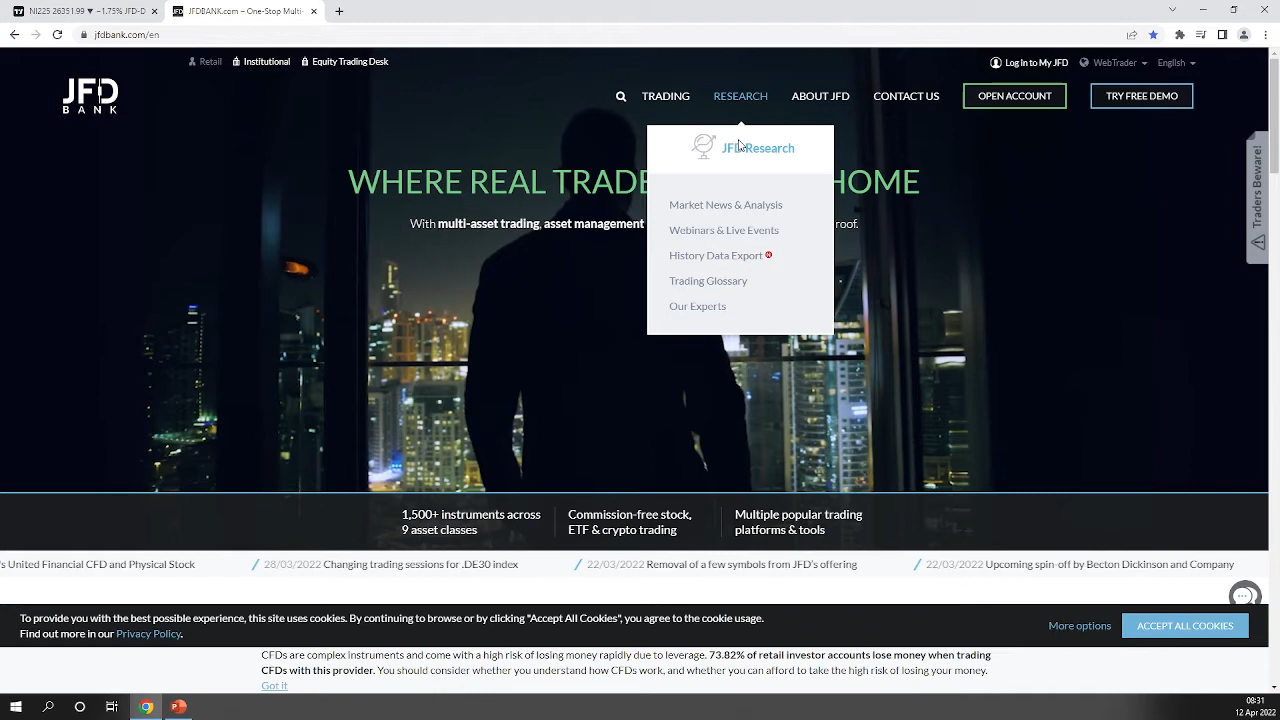 NI225 26351.99 ▼ −1.75% JFD-D
JFDBANK.com – One-Stop Multi-
jfdbank.com/en
Retail
Institutional
Equity Trading Desk
Log In to My JFD
WebTrader
English
JFD
BANK
TRADING
RESEARCH
ABOUT JFD
CONTACT US
OPEN ACCOUNT
TRY FREE DEMO
JFD Research
Market News & Analysis
Webinars & Live Events
History Data Export N
Trading Glossary
Our Experts
Traders Beware!
WHERE REAL TRADE HOME
With multi-asset trading, asset management roof.
1,500+ instruments across
9 asset classes
Commission-free stock,
ETF & crypto trading
Multiple popular trading
platforms & tools
's United Financial CFD and Physical Stock
28/03/2022 Changing trading sessions for .DE30 index
22/03/2022 Removal of a few symbols from JFD's offering
22/03/2022 Upcoming spin-off by Becton Dickinson and Company
To provide you with the best possible experience, this site uses cookies. By continuing to browse or by clicking "Accept All Cookies", you agree to the cookie usage.
Find out more in our Privacy Policy.
More options
ACCEPT ALL COOKIES
CFDs are complex instruments and come with a high risk of losing money rapidly due to leverage. 73.82% of retail investor accounts lose money when trading
CFDs with this provider. You should consider whether you understand how CFDs work, and whether you can afford to take the high risk of losing your money.
Got it
08:31
12 Apr 2022